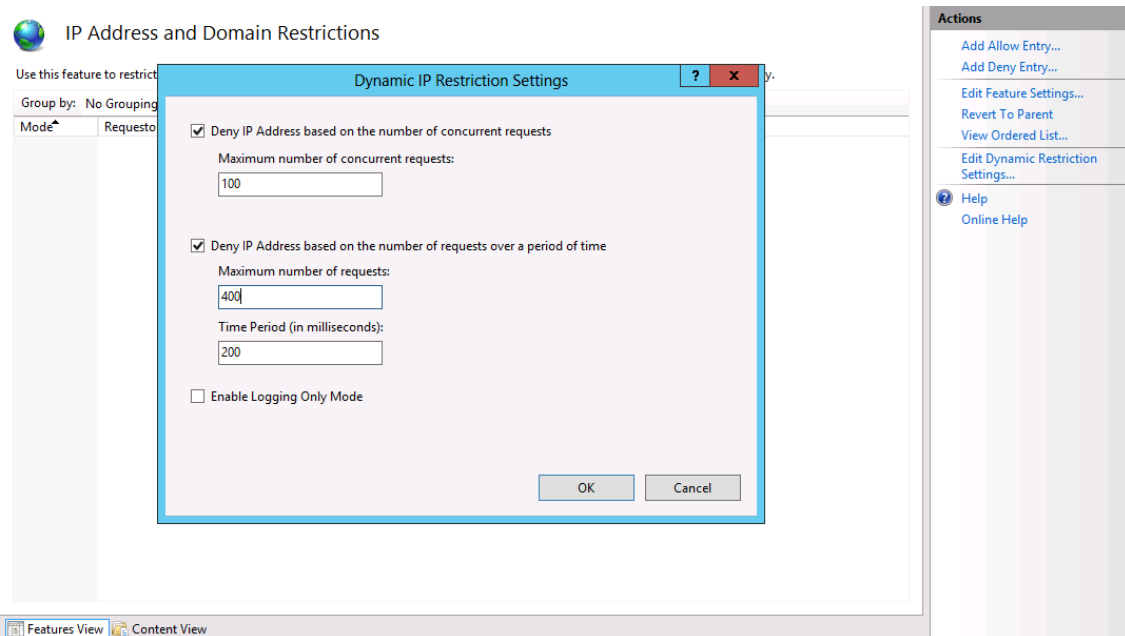 IP Address and Domain Restrictions
Use this feature to restrict
y.
Group by: No Grouping
Mode Requesto
Dynamic IP Restriction Settings
? x
Deny IP Address based on the number of concurrent requests
Maximum number of concurrent requests:
100
Deny IP Address based on the number of requests over a period of time
Maximum number of requests:
400
Time Period (in milliseconds):
200
Enable Logging Only Mode
OK Cancel
Features View Content View
Actions
Add Allow Entry...
Add Deny Entry...
Edit Feature Settings...
Revert To Parent
View Ordered List...
Edit Dynamic Restriction
Settings...
? Help
Online Help